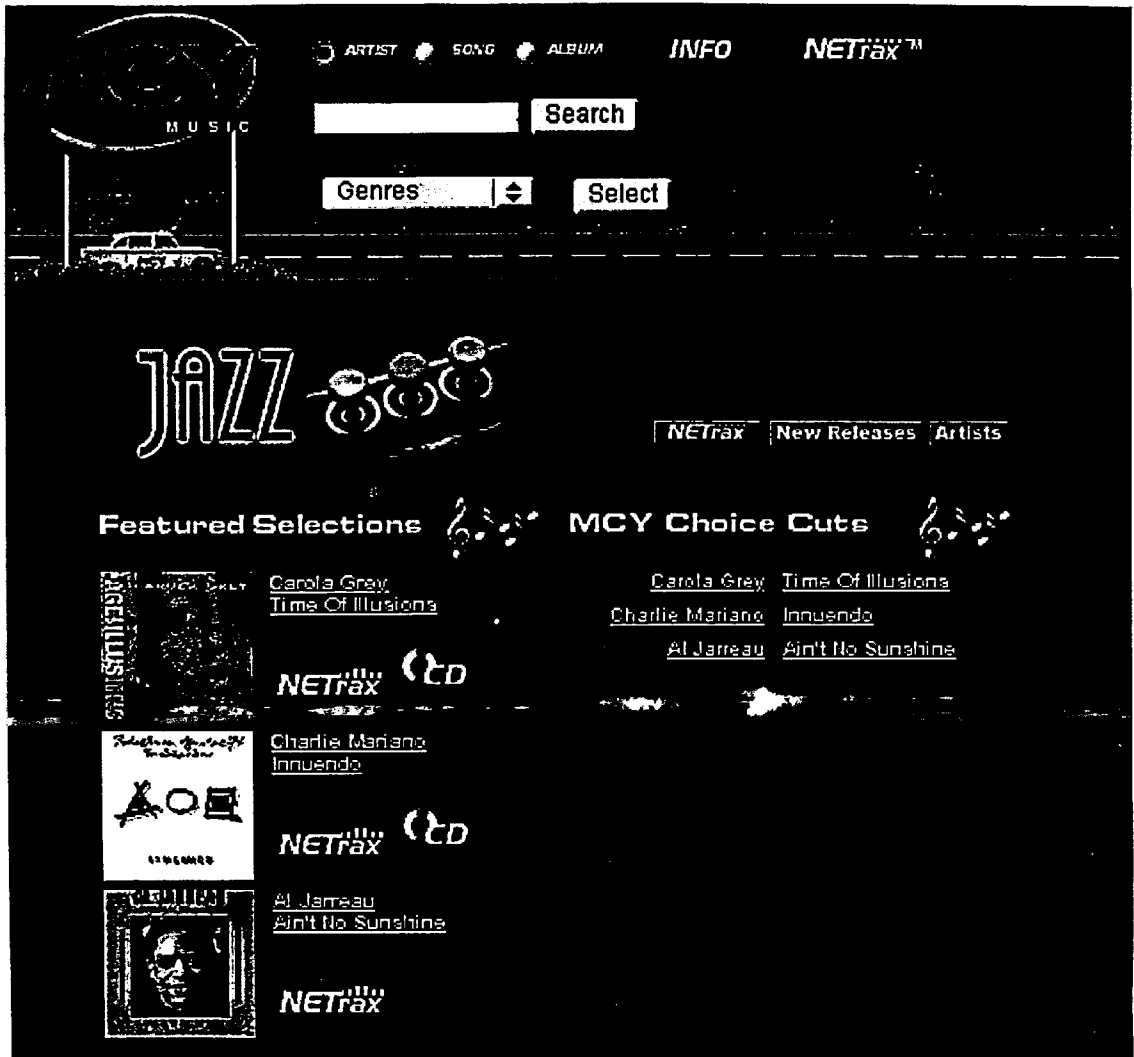 ARTIST SONG ALBUM INFO NETrax™
MUSIC
Search
Genres Select
JAZZ
NETrax New Releases Artists
Featured Selections MCY Choice Cuts
Carola Grey
Time Of Illusions
NETrax CD
Carola Grey Time Of Illusions
Charlie Mariano Innuendo
Al Jarreau Ain't No Sunshine
Charlie Mariano
Innuendo
NETrax CD
Al Jarreau
Ain't No Sunshine
NETrax